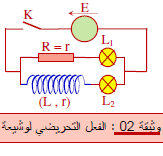 K
E
R = r
L₁
(L , r)
L₂
وثيقة 02 : الفعل التحريضي لوشيعة